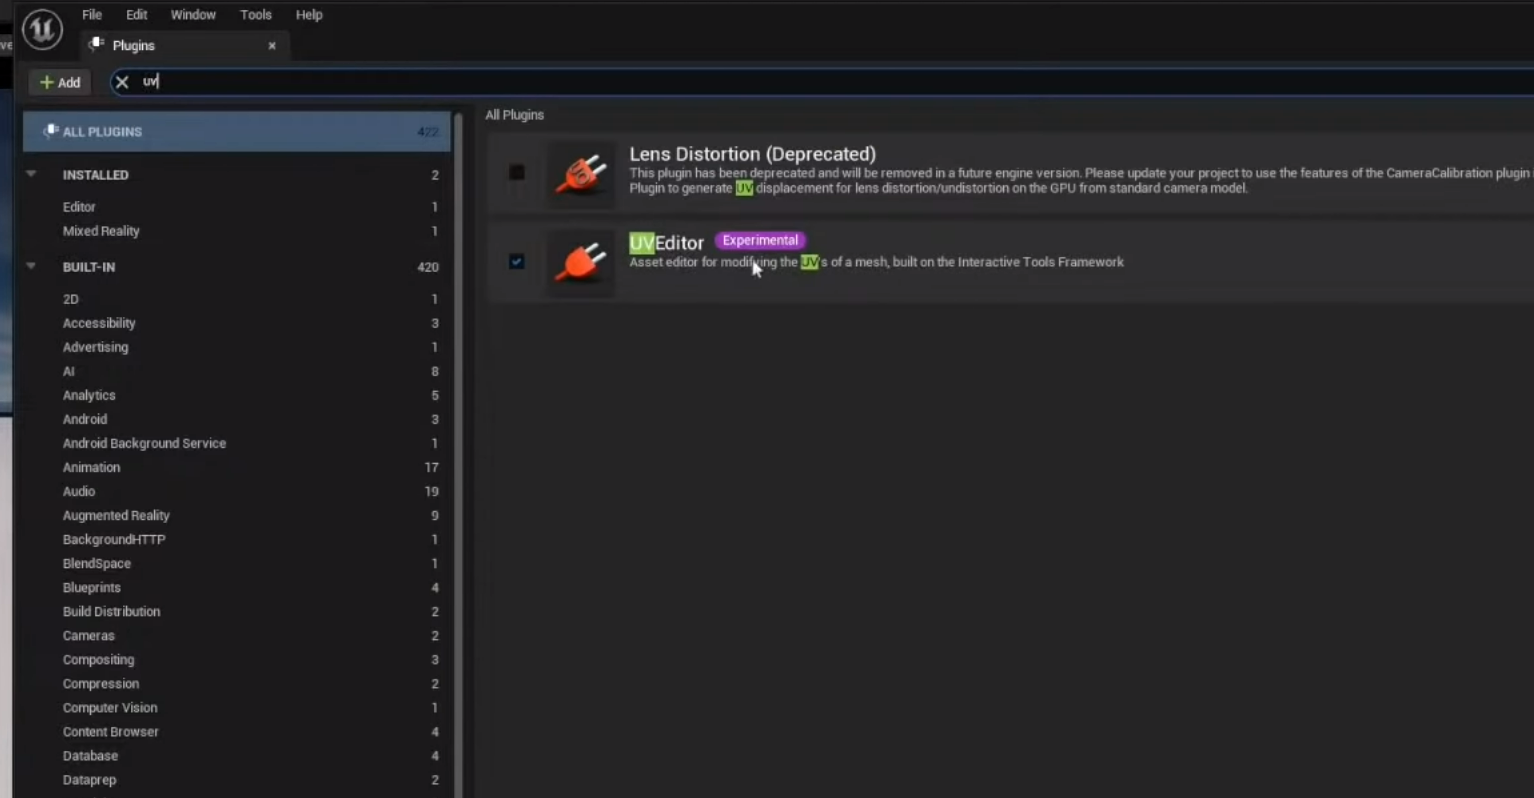 File Edit Window Tools Help
ve
Plugins
Add
uv
ALL PLUGINS 422
INSTALLED 2
Editor 1
Mixed Reality 1
BUILT-IN 420
2D 1
Accessibility 3
Advertising 1
AI 8
Analytics 5
Android 3
Android Background Service 1
Animation 17
Audio 19
Augmented Reality 9
BackgroundHTTP 1
BlendSpace 1
Blueprints 4
Build Distribution 2
Cameras 2
Compositing 3
Compression 2
Computer Vision 1
Content Browser 4
Database 4
Dataprep 2
All Plugins
Lens Distortion (Deprecated)
This plugin has been deprecated and will be removed in a future engine version. Please update your project to use the features of the CameraCalibration plugin
Plugin to generate UV displacement for lens distortion/undistortion on the GPU from standard camera model.
UVEditor Experimental
Asset editor for modifying the UV's of a mesh, built on the Interactive Tools Framework